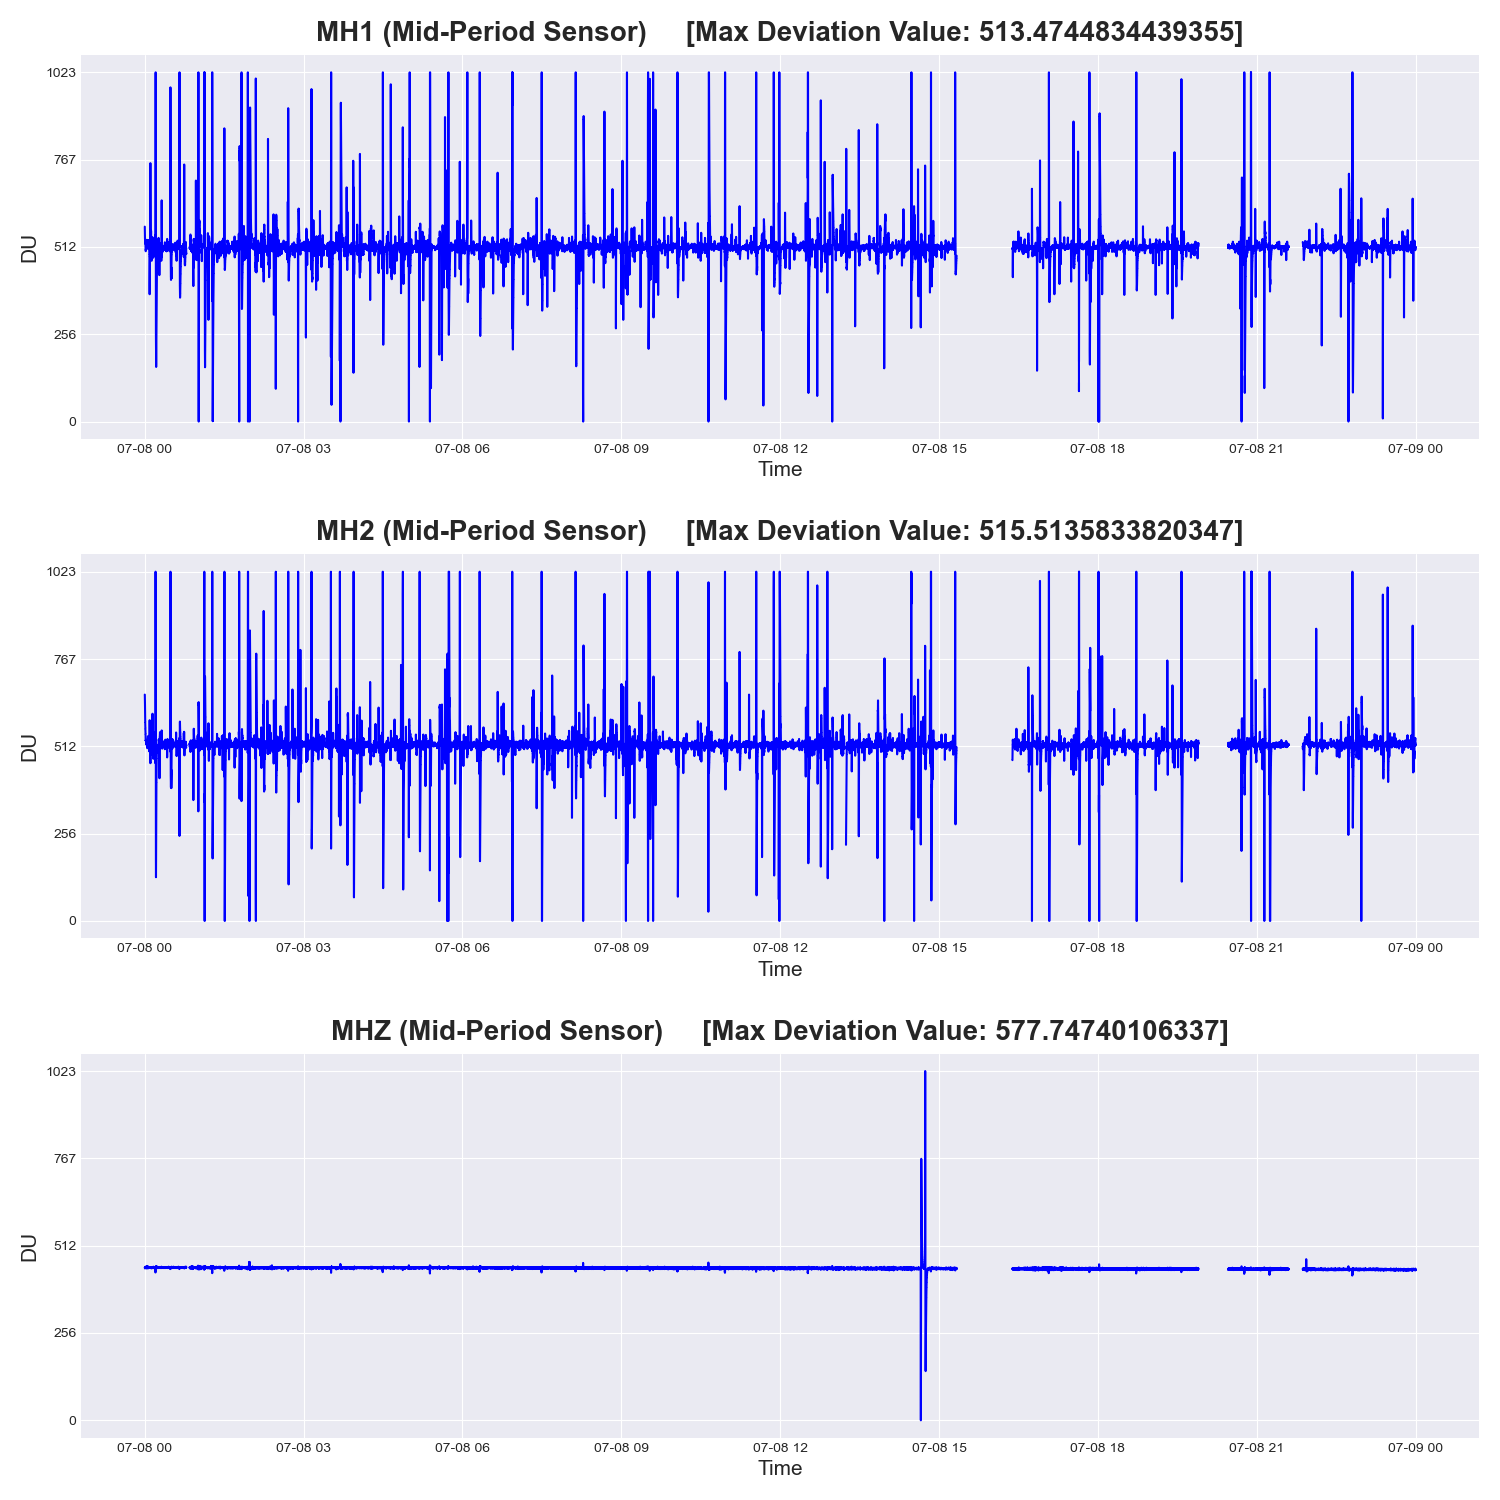 MH1 (Mid-Period Sensor) [Max Deviation Value: 513.4744834439355]
1023
767
512
256
0
DU
07-08 00 07-08 03 07-08 06 07-08 09 07-08 12 07-08 15 07-08 18 07-08 21 07-09 00
Time
MH2 (Mid-Period Sensor) [Max Deviation Value: 515.5135833820347]
1023
767
512
256
0
DU
07-08 00 07-08 03 07-08 06 07-08 09 07-08 12 07-08 15 07-08 18 07-08 21 07-09 00
Time
MHZ (Mid-Period Sensor) [Max Deviation Value: 577.74740106337]
1023
767
512
256
0
DU
07-08 00 07-08 03 07-08 06 07-08 09 07-08 12 07-08 15 07-08 18 07-08 21 07-09 00
Time